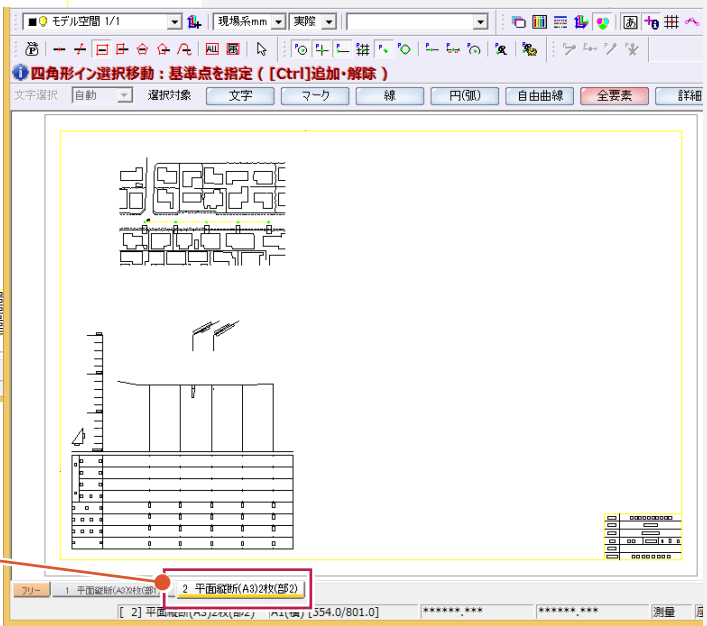 モデル空間 1/1 現場系mm 実際
四角形イン選択移動：基準点を指定 ( [Ctrl]追加・解除 )
文字選択 自動 選択対象 文字 マーク 線 円(弧) 自由曲線 全要素 詳細
フリー 1 平面縦断(A3)2枚(部1) 2 平面縦断(A3)2枚(部2)
[ 2] 平面縦断(A3)2枚(部2) A1(横) [554.0/801.0] ******.*** ******.*** 測量